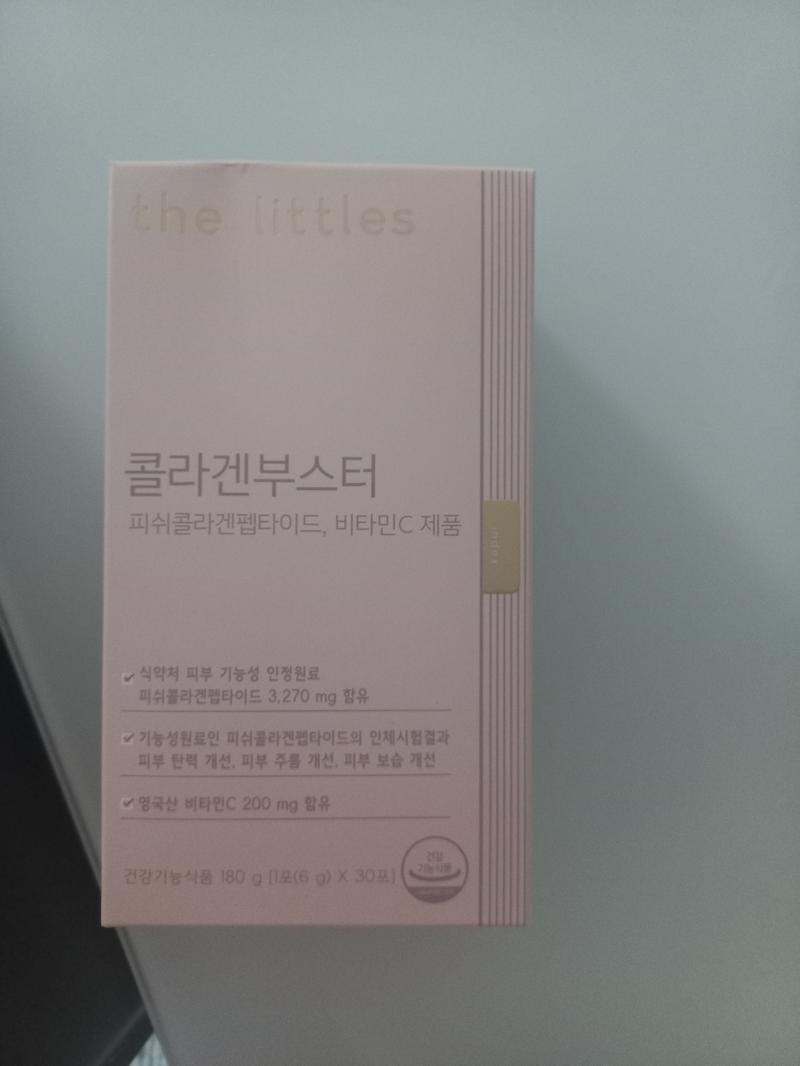 the littles
콜라겐부스터
피쉬콜라겐펩타이드, 비타민C 제품
index
식약처 피부 기능성 인정원료
피쉬콜라겐펩타이드 3,270 mg 함유
기능성원료인 피쉬콜라겐펩타이드의 인체시험결과
피부 탄력 개선, 피부 주름 개선, 피부 보습 개선
영국산 비타민C 200 mg 함유
건강기능식품 180 g [1포(6 g) X 30포]
건강
기능식품